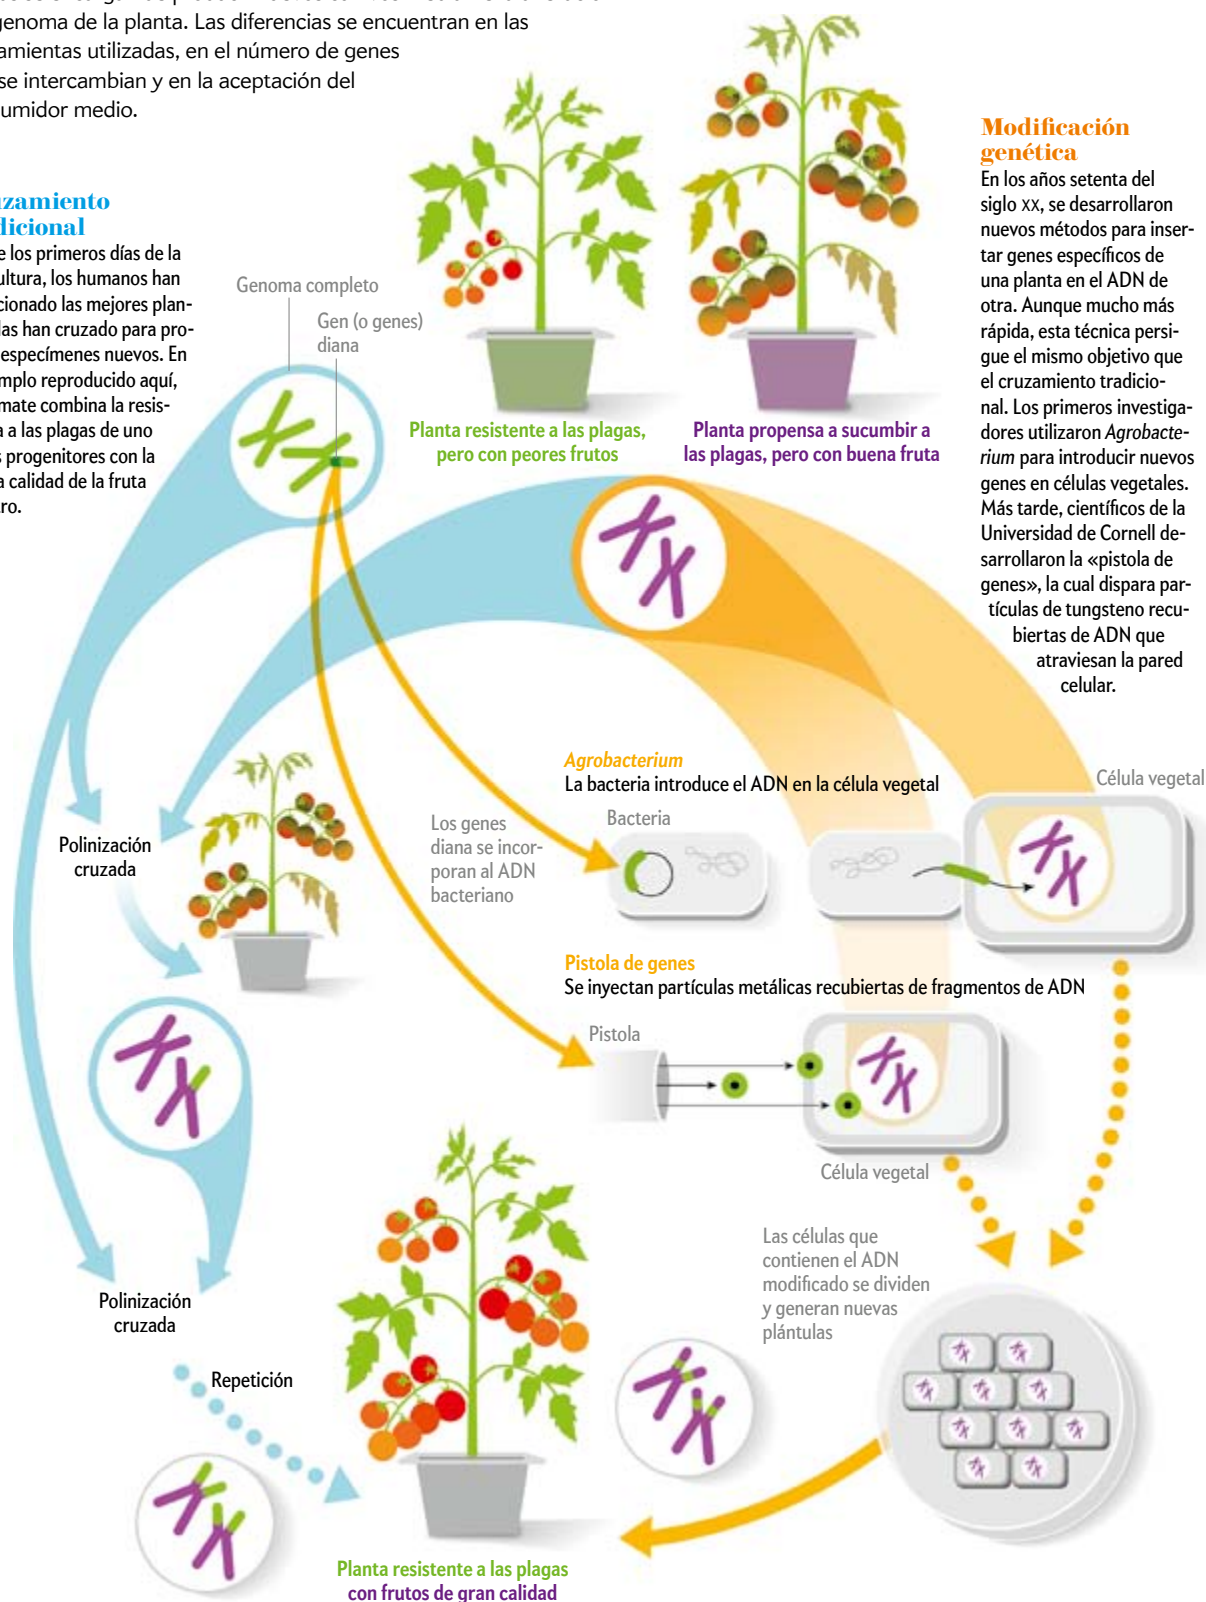 genoma de la planta. Las diferencias se encuentran en las
amientas utilizadas, en el número de genes
se intercambian y en la aceptación del
umidor medio.
zamiento
dicional
e los primeros días de la
ultura, los humanos han
cionado las mejores plan-
las han cruzado para pro-
especímenes nuevos. En
mplo reproducido aquí,
mate combina la resis-
a a las plagas de uno
s progenitores con la
a calidad de la fruta
ro.
Genoma completo
Gen (o genes)
diana
Planta resistente a las plagas,
pero con peores frutos
Planta propensa a sucumbir a
las plagas, pero con buena fruta
Modificación
genética
En los años setenta del
siglo XX, se desarrollaron
nuevos métodos para inser-
tar genes específicos de
una planta en el ADN de
otra. Aunque mucho más
rápida, esta técnica persi-
gue el mismo objetivo que
el cruzamiento tradicio-
nal. Los primeros investiga-
dores utilizaron Agrobacte-
rium para introducir nuevos
genes en células vegetales.
Más tarde, científicos de la
Universidad de Cornell de-
sarrollaron la «pistola de
genes», la cual dispara par-
tículas de tungsteno recu-
biertas de ADN que
atraviesan la pared
celular.
Agrobacterium
La bacteria introduce el ADN en la célula vegetal
Célula vegetal
Bacteria
Los genes
diana se incor-
poran al ADN
bacteriano
Polinización
cruzada
Pistola de genes
Se inyectan partículas metálicas recubiertas de fragmentos de ADN
Pistola
Célula vegetal
Las células que
contienen el ADN
modificado se dividen
y generan nuevas
plántulas
Polinización
cruzada
Repetición
Planta resistente a las plagas
con frutos de gran calidad